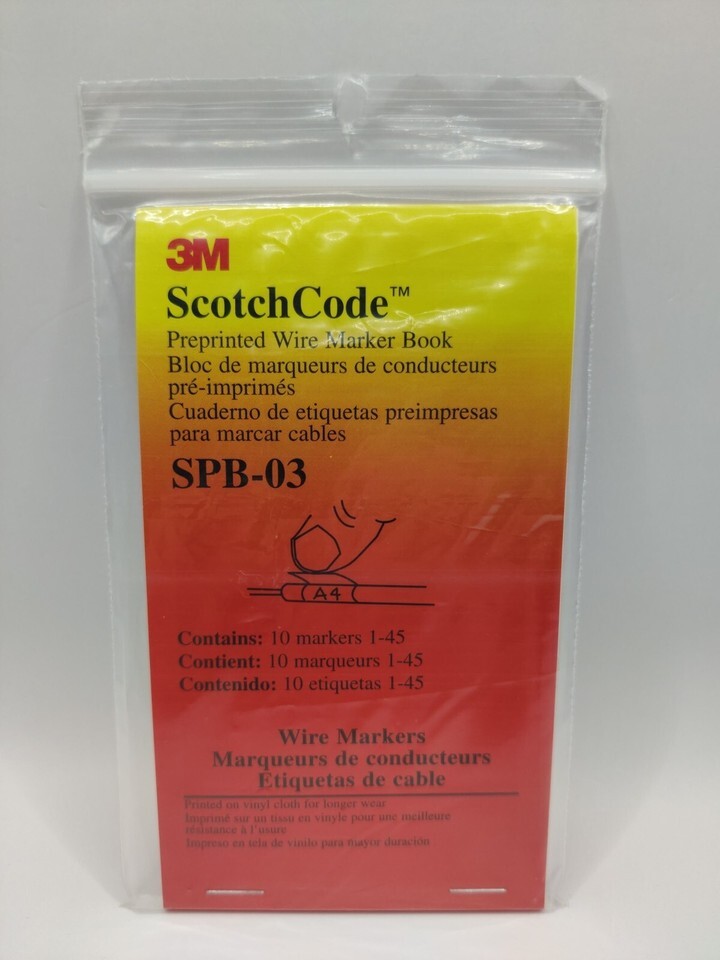 3M
ScotchCode™
Preprinted Wire Marker Book
Bloc de marqueurs de conducteurs
pré-imprimés
Cuaderno de etiquetas preimpresas
para marcar cables
SPB-03
A4
Contains: 10 markers 1-45
Contient: 10 marqueurs 1-45
Contenido: 10 etiquetas 1-45
Wire Markers
Marqueurs de conducteurs
Etiquetas de cable
Printed on vinyl cloth for longer wear
Imprimé sur un tissu en vinyle pour une meilleure
résistance à l'usure
Impreso en tela de vinilo para mayor duración